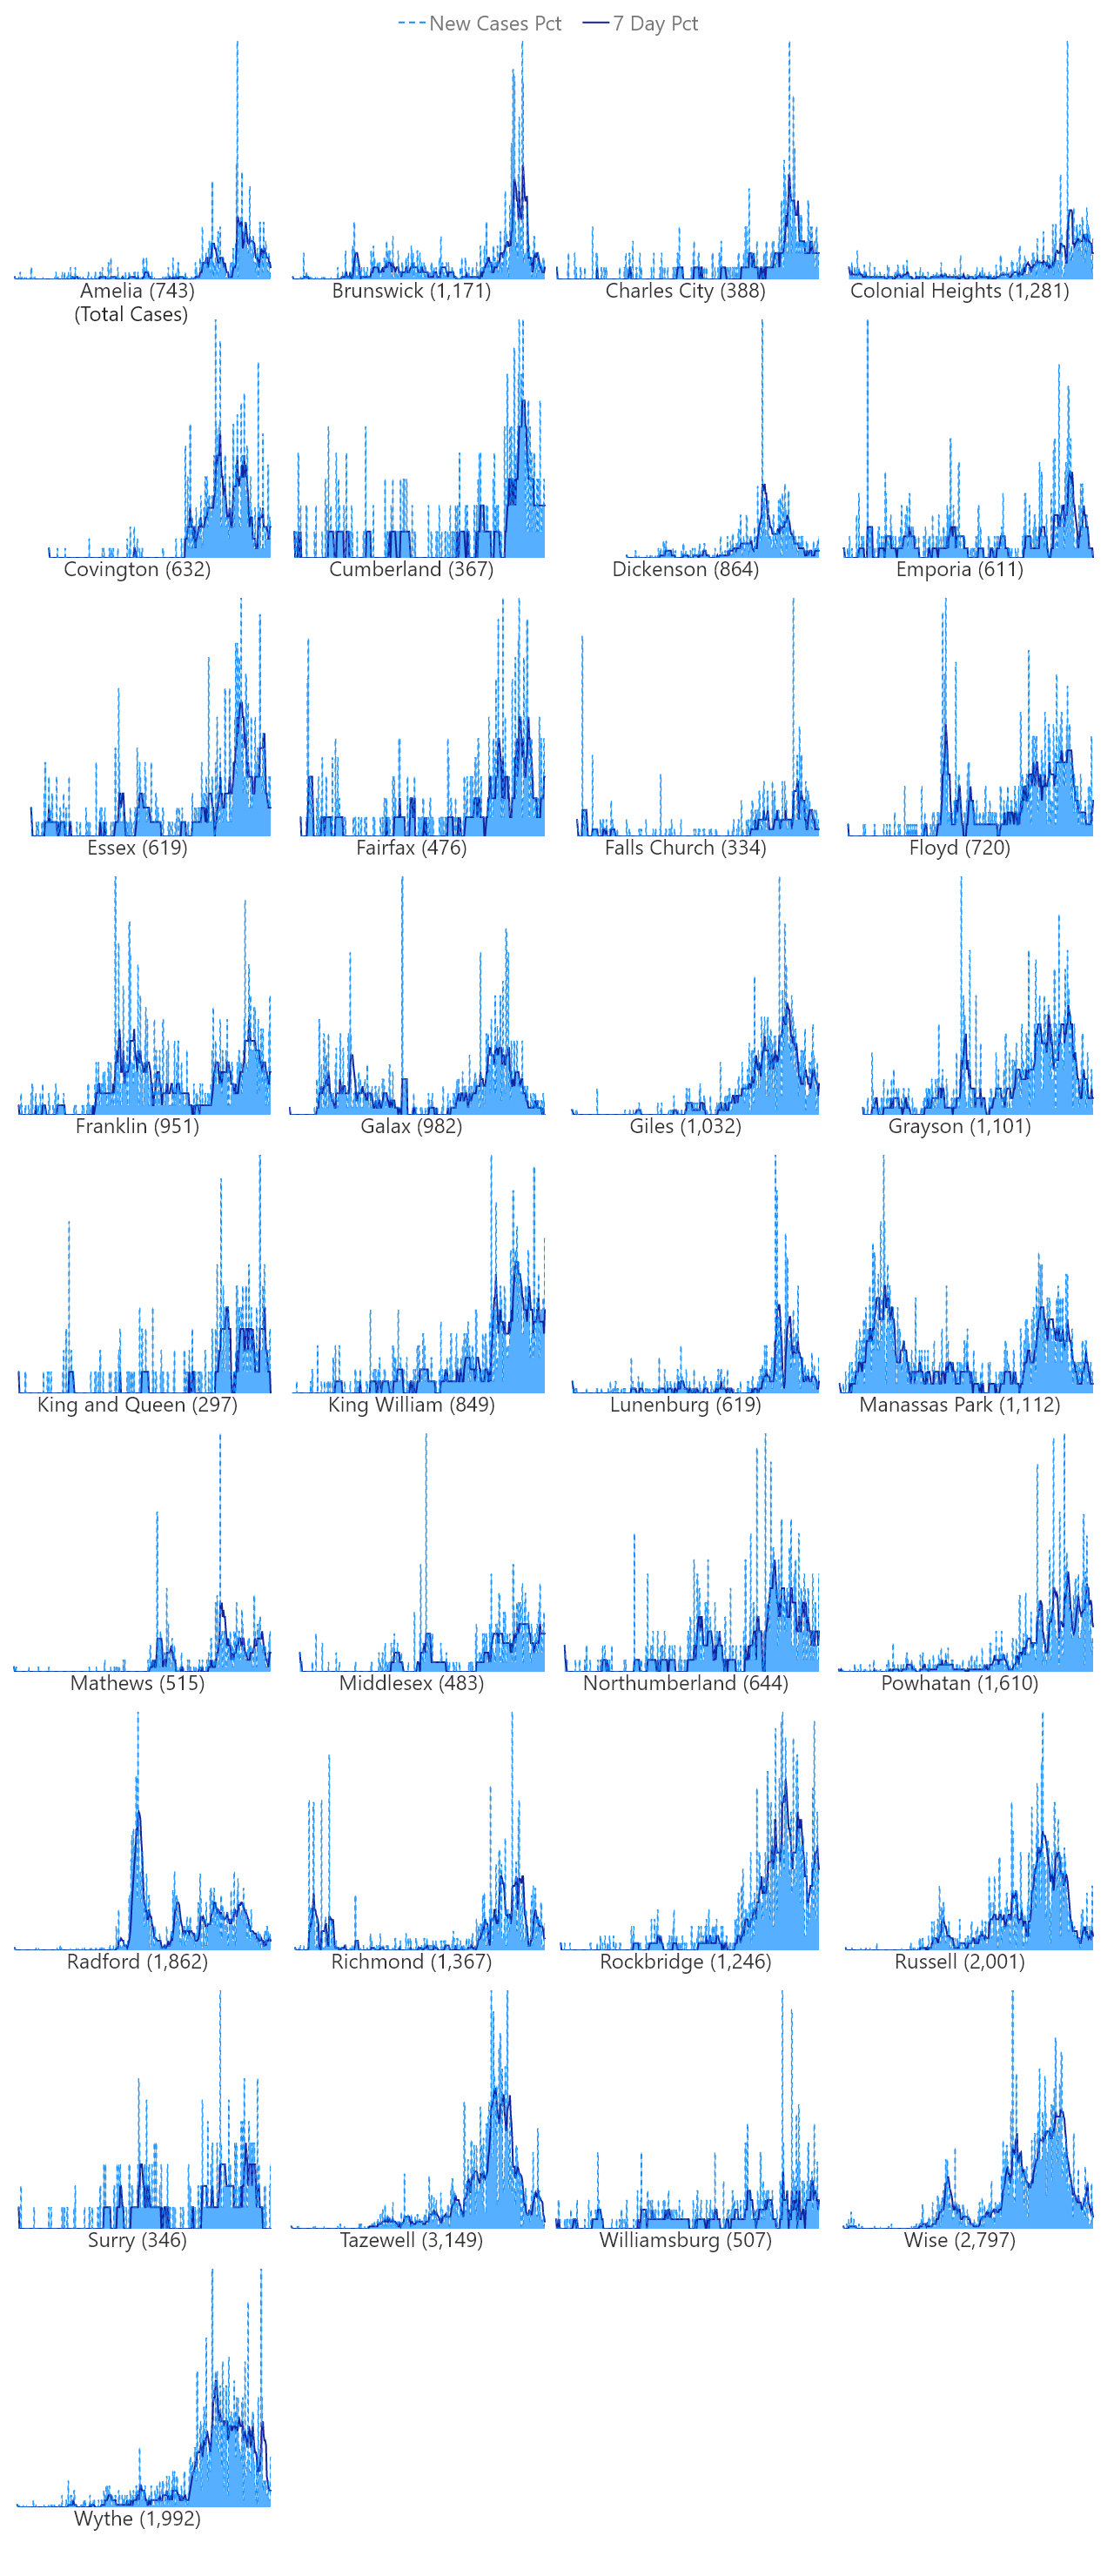 New Cases Pct 7 Day Pct
Amelia (743) Brunswick (1,171) Charles City (388) Colonial Heights (1,281)
(Total Cases)
Covington (632) Cumberland (367) Dickenson (864) Emporia (611)
Essex (619) Fairfax (476) Falls Church (334) Floyd (720)
Franklin (951) Galax (982) Giles (1,032) Grayson (1,101)
King and Queen (297) King William (849) Lunenburg (619) Manassas Park (1,112)
Mathews (515) Middlesex (483) Northumberland (644) Powhatan (1,610)
Radford (1,862) Richmond (1,367) Rockbridge (1,246) Russell (2,001)
Surry (346) Tazewell (3,149) Williamsburg (507) Wise (2,797)
Wythe (1,992)